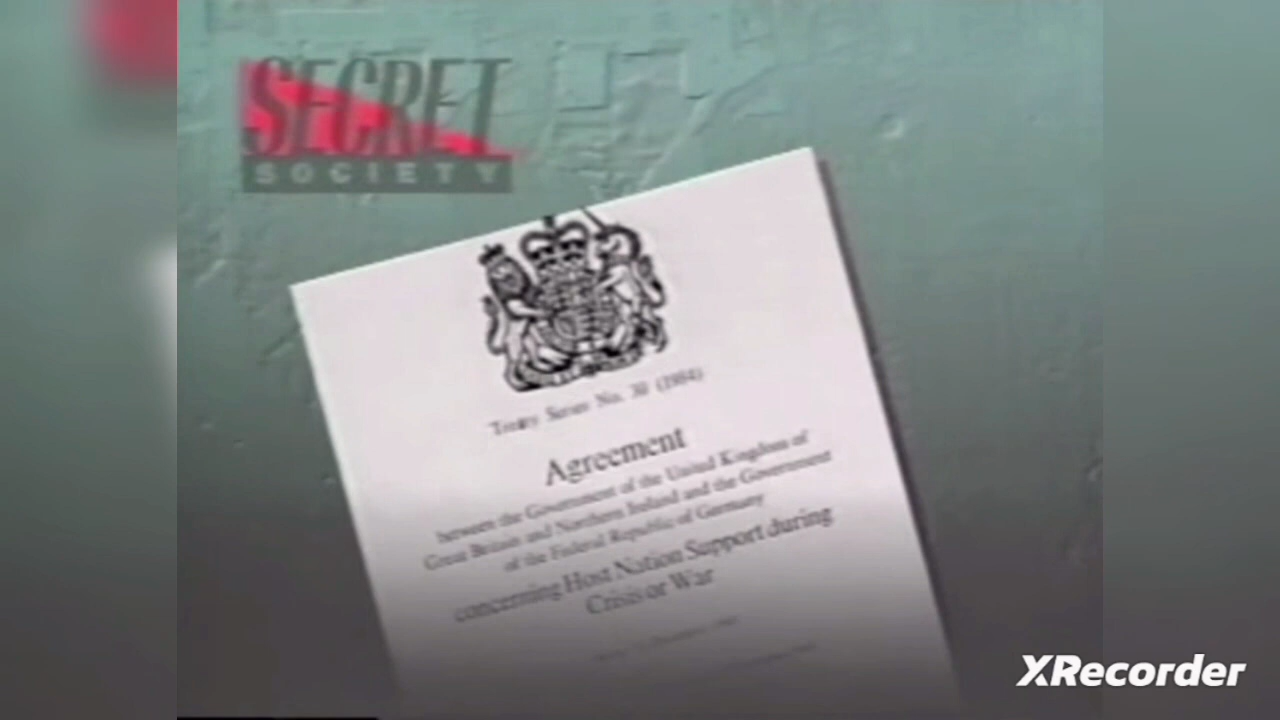 SECRET
SOCIETY
Treaty Series No. 30 (1984)
Agreement
between the Government of the United Kingdom of
Great Britain and Northern Ireland and the Government
of the Federal Republic of Germany
concerning Host Nation Support during
Crisis or War
XRecorder